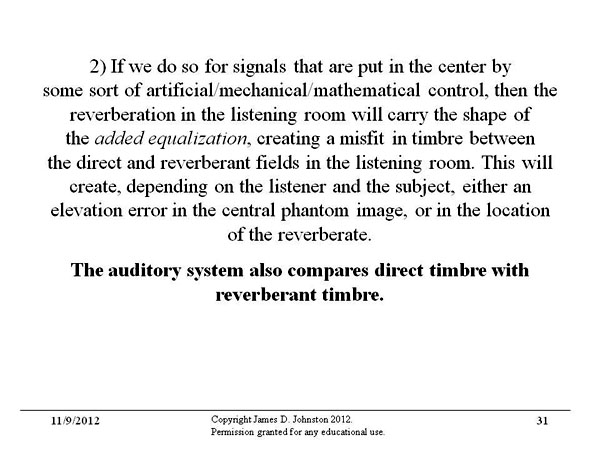 2) If we do so for signals that are put in the center by
some sort of artificial/mechanical/mathematical control, then the
reverberation in the listening room will carry the shape of
the added equalization, creating a misfit in timbre between
the direct and reverberant fields in the listening room. This will
create, depending on the listener and the subject, either an
elevation error in the central phantom image, or in the location
of the reverberate.
The auditory system also compares direct timbre with
reverberant timbre.
11/9/2012
Copyright James D. Johnston 2012.
Permission granted for any educational use.
31